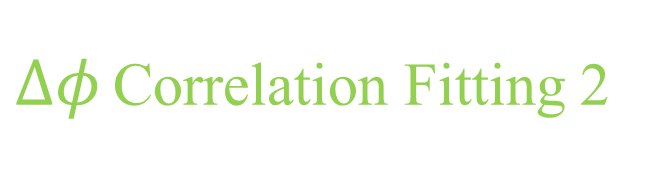 Δϕ Correlation Fitting 2